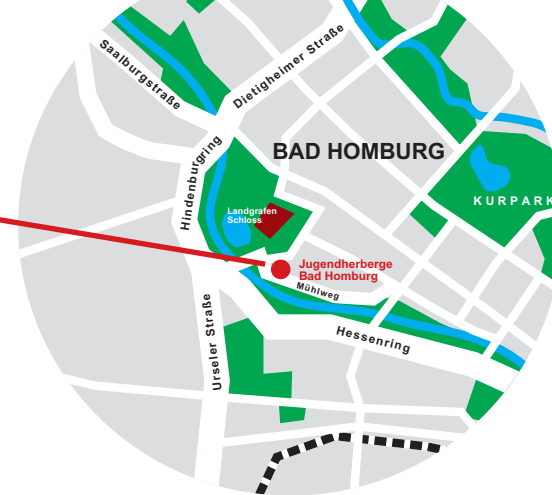 Saalburgstraße
Dietigheimer Straße
Hindenburgring
BAD HOMBURG
KURPARK
Landgrafen
Schloss
Jugendherberge
Bad Homburg
Mühlweg
Hessenring
Urseler Straße